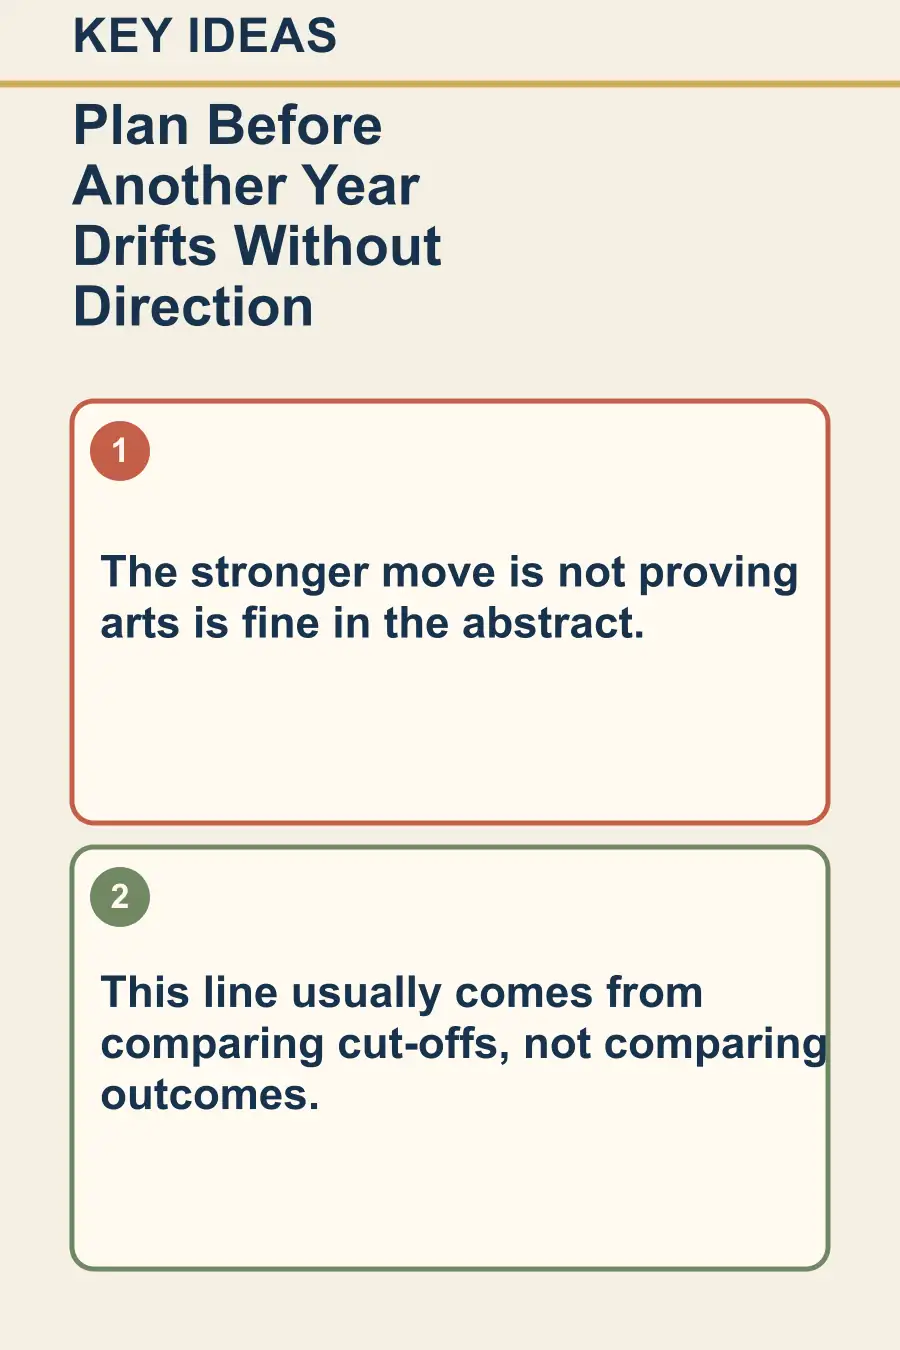 KEY IDEAS
Plan Before
Another Year
Drifts Without
Direction
1
The stronger move is not proving
arts is fine in the abstract.
2
This line usually comes from
comparing cut-offs, not comparing
outcomes.